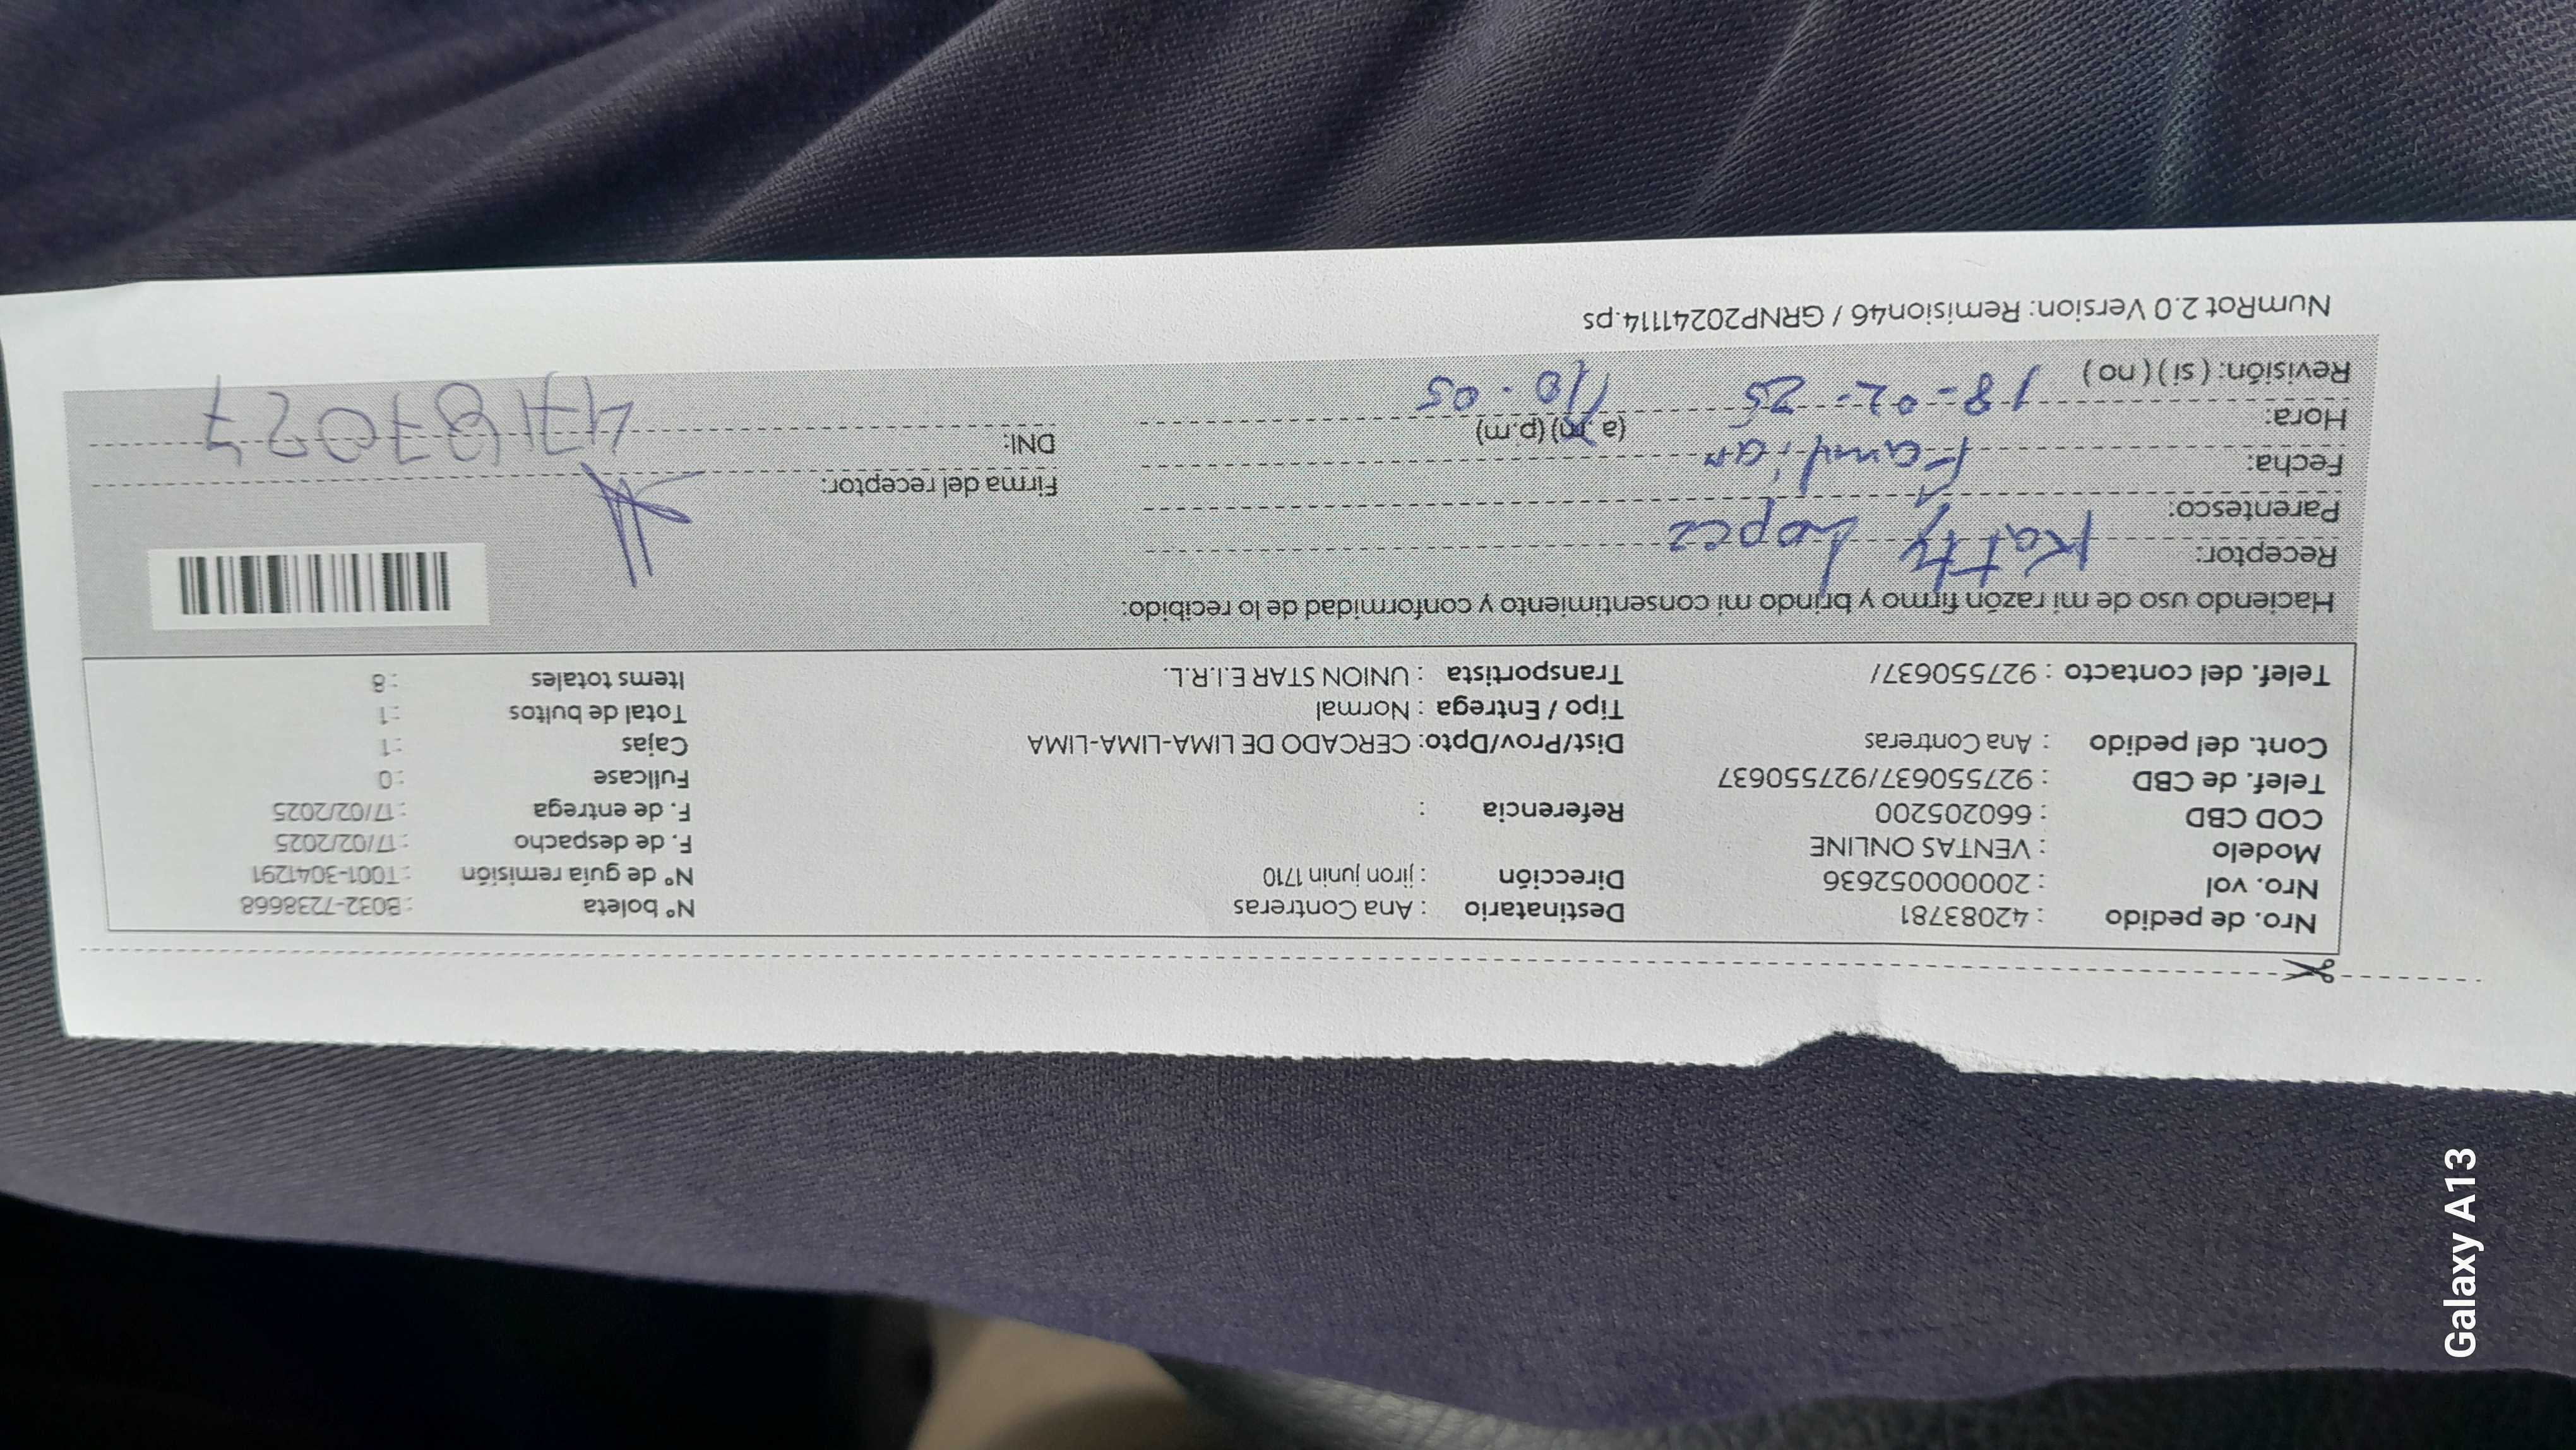 Nro. de pedido : 42083781
Nro. vol : 20000052636
Modelo : VENTAS ONLINE
COD CBD : 660205200
Telef. de CBD : 927550637/927550637
Cont. del pedido : Ana Contreras
Telef. del contacto : 927550637/
Destinatario : Ana Contreras
Dirección : jiron junin 1710
Referencia :
Dist/Prov/Dpto: CERCADO DE LIMA-LIMA-LIMA
Tipo / Entrega : Normal
Transportista : UNION STAR E.I.R.L.
N° boleta : B032-7238668
N° de guía remisión : T001-3041291
F. de despacho : 17/02/2025
F. de entrega : 17/02/2025
Fullcase : 0
Cajas : 1
Total de bultos : 1
Items totales : 8
Haciendo uso de mi razón firmo y brindo mi consentimiento y conformidad de lo recibido:
Receptor: Katty Lopez
Parentesco: Familiar
Fecha: 18-02-25
Hora: (a.m) (p.m) 10.05
Revisión: ( si ) ( no )
Firma del receptor:
DNI: 47187027
NumRot 2.0 Version: Remision46 / GRNP20241114.ps
Galaxy A13